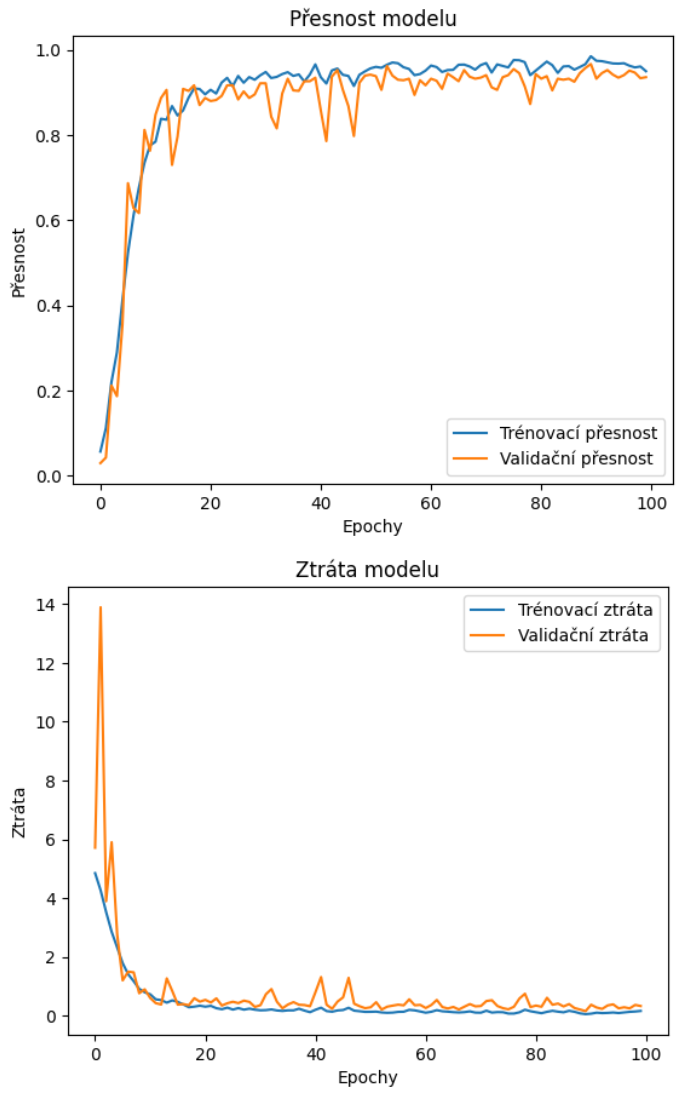 Přesnost modelu
1.0
0.8
0.6
0.4
0.2
0.0
Přesnost
Trénovací přesnost
Validační přesnost
0 20 40 60 80 100
Epochy
Ztráta modelu
14
12
10
8
6
4
2
0
Ztráta
Trénovací ztráta
Validační ztráta
0 20 40 60 80 100
Epochy